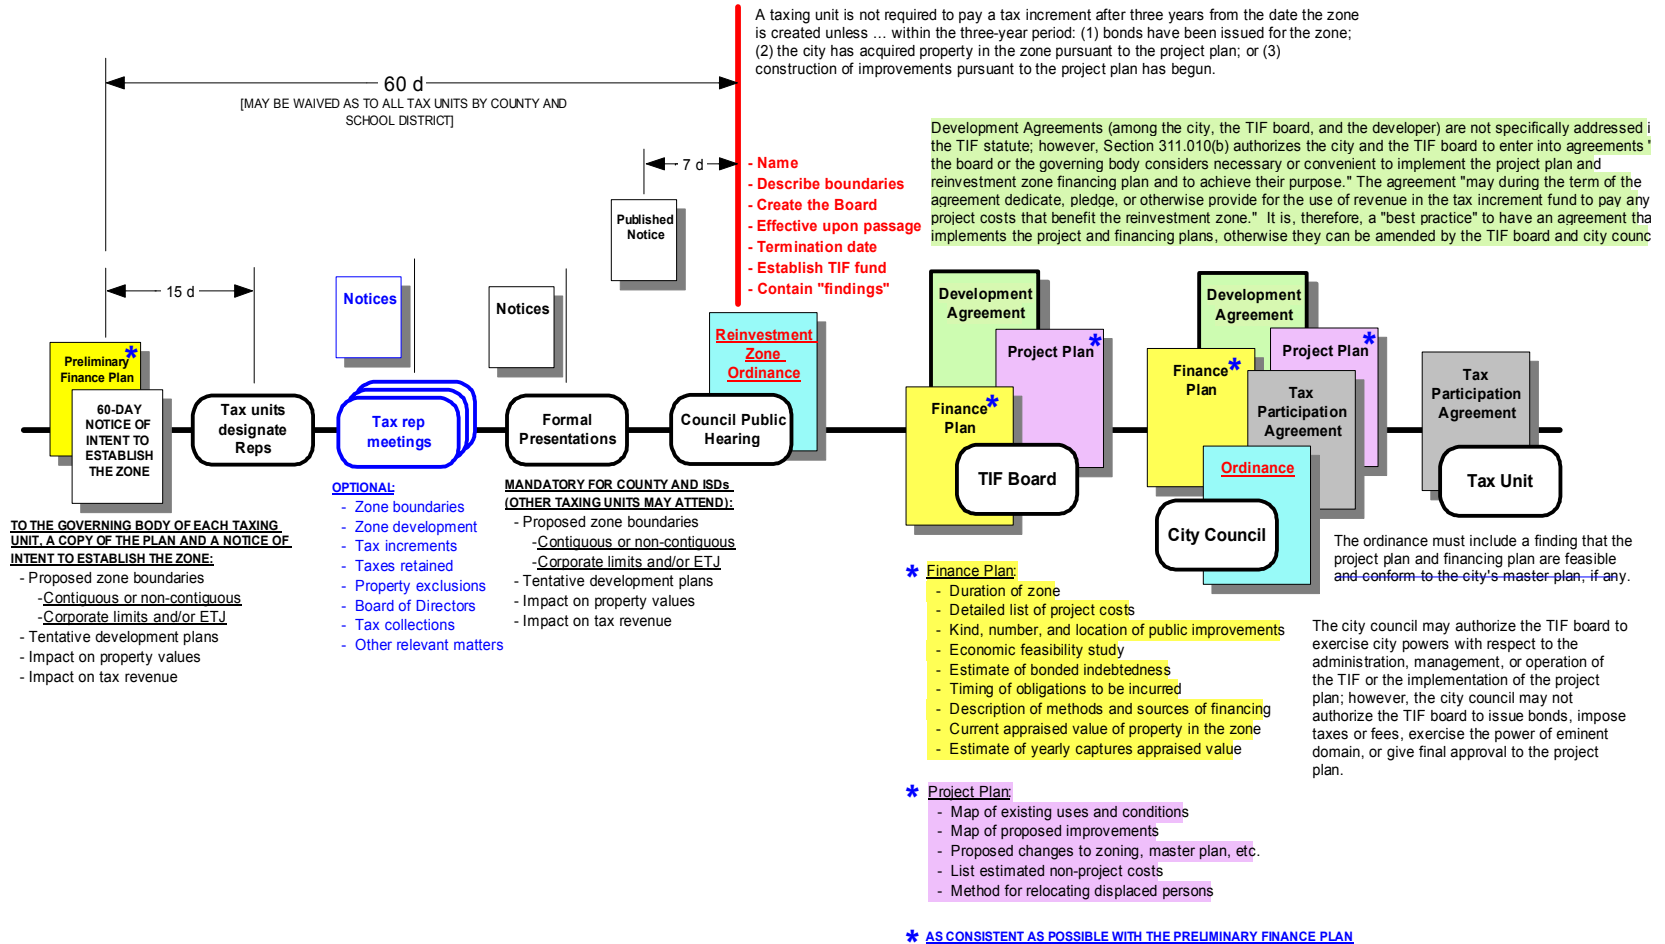 A taxing unit is not required to pay a tax increment after three years from the date the zone
is created unless ... within the three-year period: (1) bonds have been issued for the zone;
(2) the city has acquired property in the zone pursuant to the project plan; or (3)
construction of improvements pursuant to the project plan has begun.
60 d
[MAY BE WAIVED AS TO ALL TAX UNITS BY COUNTY AND
SCHOOL DISTRICT]
Development Agreements (among the city, the TIF board, and the developer) are not specifically addressed i
the TIF statute; however, Section 311.010(b) authorizes the city and the TIF board to enter into agreements "
the board or the governing body considers necessary or convenient to implement the project plan and
reinvestment zone financing plan and to achieve their purpose." The agreement "may during the term of the
agreement dedicate, pledge, or otherwise provide for the use of revenue in the tax increment fund to pay any
project costs that benefit the reinvestment zone." It is, therefore, a "best practice" to have an agreement tha
implements the project and financing plans, otherwise they can be amended by the TIF board and city counc
7 d
- Name
- Describe boundaries
- Create the Board
- Effective upon passage
- Termination date
- Establish TIF fund
- Contain "findings"
Published
Notice
15 d
Notices
Notices
Preliminary *
Finance Plan
60-DAY
NOTICE OF
INTENT TO
ESTABLISH
THE ZONE
Tax units
designate
Reps
Tax rep
meetings
Formal
Presentations
Reinvestment
Zone
Ordinance
Council Public
Hearing
Development
Agreement
Project Plan *
Finance *
Plan
TIF Board
Development
Agreement
Project Plan *
Finance *
Plan
Tax
Participation
Agreement
Ordinance
City Council
Tax
Participation
Agreement
Tax Unit
TO THE GOVERNING BODY OF EACH TAXING
UNIT, A COPY OF THE PLAN AND A NOTICE OF
INTENT TO ESTABLISH THE ZONE:
- Proposed zone boundaries
-Contiguous or non-contiguous
-Corporate limits and/or ETJ
- Tentative development plans
- Impact on property values
- Impact on tax revenue
OPTIONAL:
- Zone boundaries
- Zone development
- Tax increments
- Taxes retained
- Property exclusions
- Board of Directors
- Tax collections
- Other relevant matters
MANDATORY FOR COUNTY AND ISDs
(OTHER TAXING UNITS MAY ATTEND):
- Proposed zone boundaries
-Contiguous or non-contiguous
-Corporate limits and/or ETJ
- Tentative development plans
- Impact on property values
- Impact on tax revenue
The ordinance must include a finding that the
project plan and financing plan are feasible
and conform to the city's master plan, if any.
The city council may authorize the TIF board to
exercise city powers with respect to the
administration, management, or operation of
the TIF or the implementation of the project
plan; however, the city council may not
authorize the TIF board to issue bonds, impose
taxes or fees, exercise the power of eminent
domain, or give final approval to the project
plan.
* Finance Plan:
- Duration of zone
- Detailed list of project costs
- Kind, number, and location of public improvements
- Economic feasibility study
- Estimate of bonded indebtedness
- Timing of obligations to be incurred
- Description of methods and sources of financing
- Current appraised value of property in the zone
- Estimate of yearly captures appraised value
* Project Plan:
- Map of existing uses and conditions
- Map of proposed improvements
- Proposed changes to zoning, master plan, etc.
- List estimated non-project costs
- Method for relocating displaced persons
* AS CONSISTENT AS POSSIBLE WITH THE PRELIMINARY FINANCE PLAN